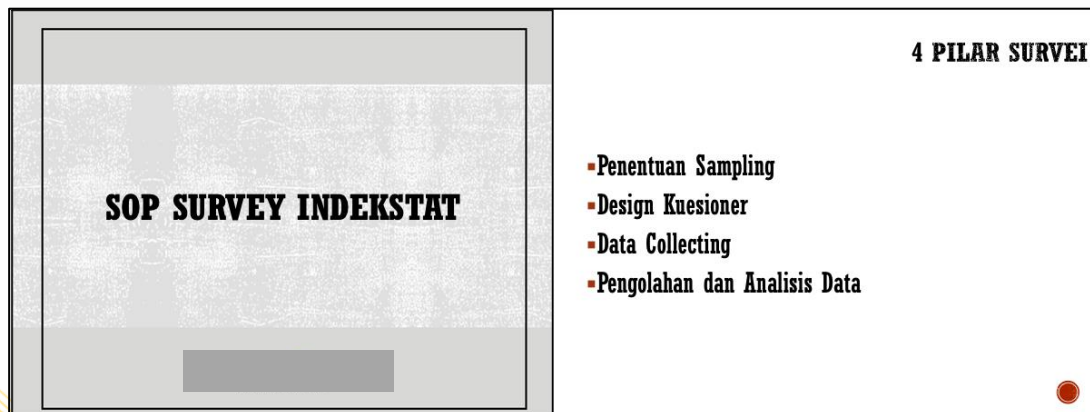 SOP SURVEY INDEKSTAT
4 PILAR SURVEI
▪Penentuan Sampling
▪Design Kuesioner
▪Data Collecting
▪Pengolahan dan Analisis Data